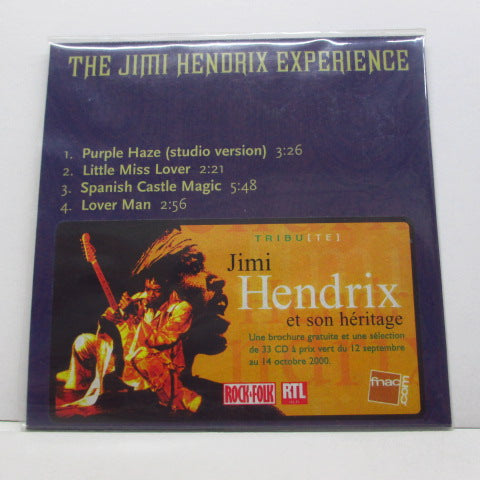 THE JIMI HENDRIX EXPERIENCE
1. Purple Haze (studio version) 3:26
2. Little Miss Lover 2:21
3. Spanish Castle Magic 5:48
4. Lover Man 2:56
TRIBU[TE]
Jimi
Hendrix
et son héritage
Une brochure gratuite et une sélection
de 33 CD à prix vert du 12 septembre
au 14 octobre 2000.
ROCK&FOLK
RTL
fnac.com